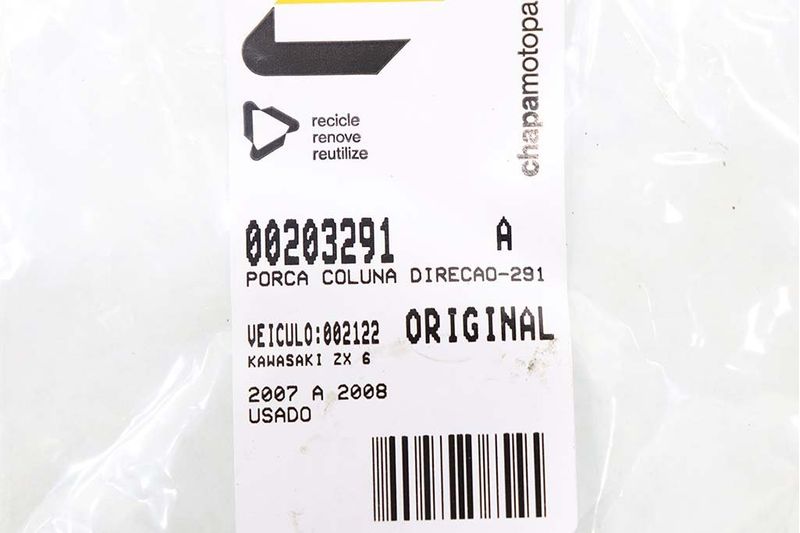 chapamotopa
recicle
renove
reutilize
00203291 A
PORCA COLUNA DIRECAO-291
VEICULO:002122 ORIGINAL
KAWASAKI ZX 6
2007 A 2008
USADO